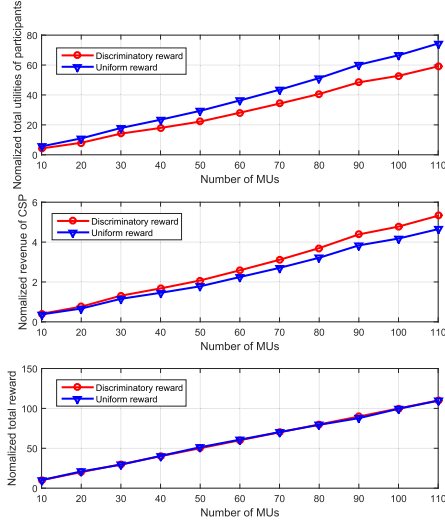 Nomalized total utilities of participants
80
60
40
20
0
Discriminatory reward
Uniform reward
10 20 30 40 50 60 70 80 90 100 110
Number of MUs
Nomalized revenue of CSP
6
4
2
0
Discriminatory reward
Uniform reward
10 20 30 40 50 60 70 80 90 100 110
Number of MUs
Nomalized total reward
150
100
50
0
Discriminatory reward
Uniform reward
10 20 30 40 50 60 70 80 90 100 110
Number of MUs